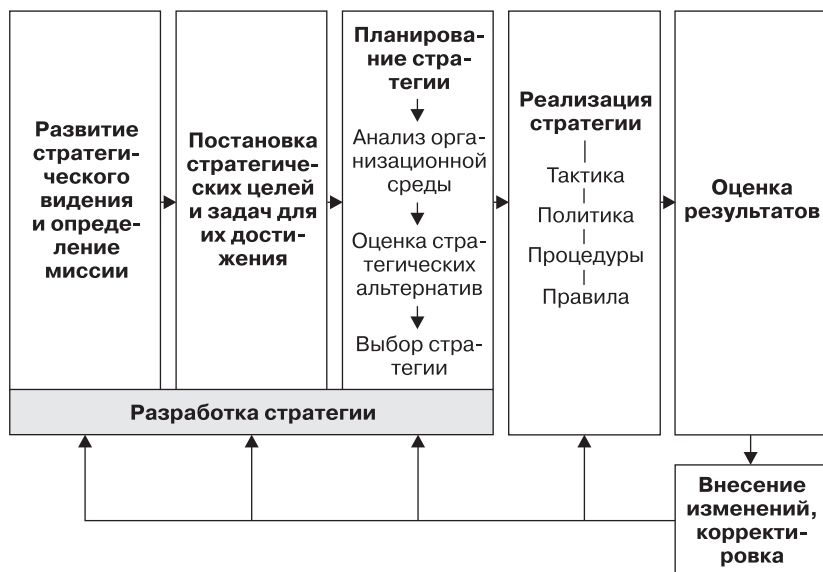 Развитие
стратеги-
ческого
видения
и опреде-
ление
миссии
Постановка
стратегиче-
ских целей
и задач для
их дости-
жения
Планирова-
ние стра-
тегии
Анализ орга-
низационной
среды
Оценка стра-
тегических
альтернатив
Выбор стра-
тегии
Разработка стратегии
Реализация
стратегии
Тактика
Политика
Процедуры
Правила
Оценка
результатов
Внесение
изменений,
корректи-
ровка